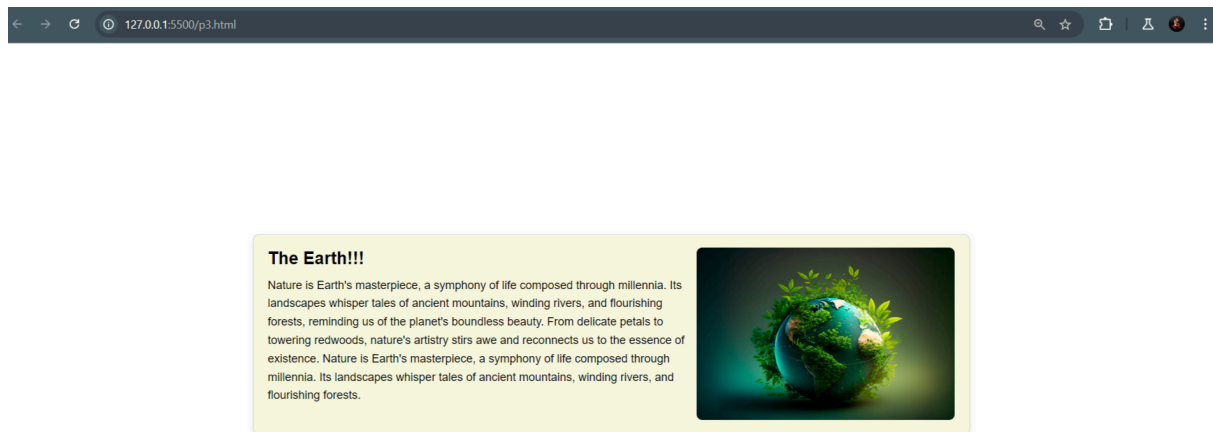 127.0.0.1:5500/p3.html
The Earth!!!
Nature is Earth's masterpiece, a symphony of life composed through millennia. Its
landscapes whisper tales of ancient mountains, winding rivers, and flourishing
forests, reminding us of the planet's boundless beauty. From delicate petals to
towering redwoods, nature's artistry stirs awe and reconnects us to the essence of
existence. Nature is Earth's masterpiece, a symphony of life composed through
millennia. Its landscapes whisper tales of ancient mountains, winding rivers, and
flourishing forests.